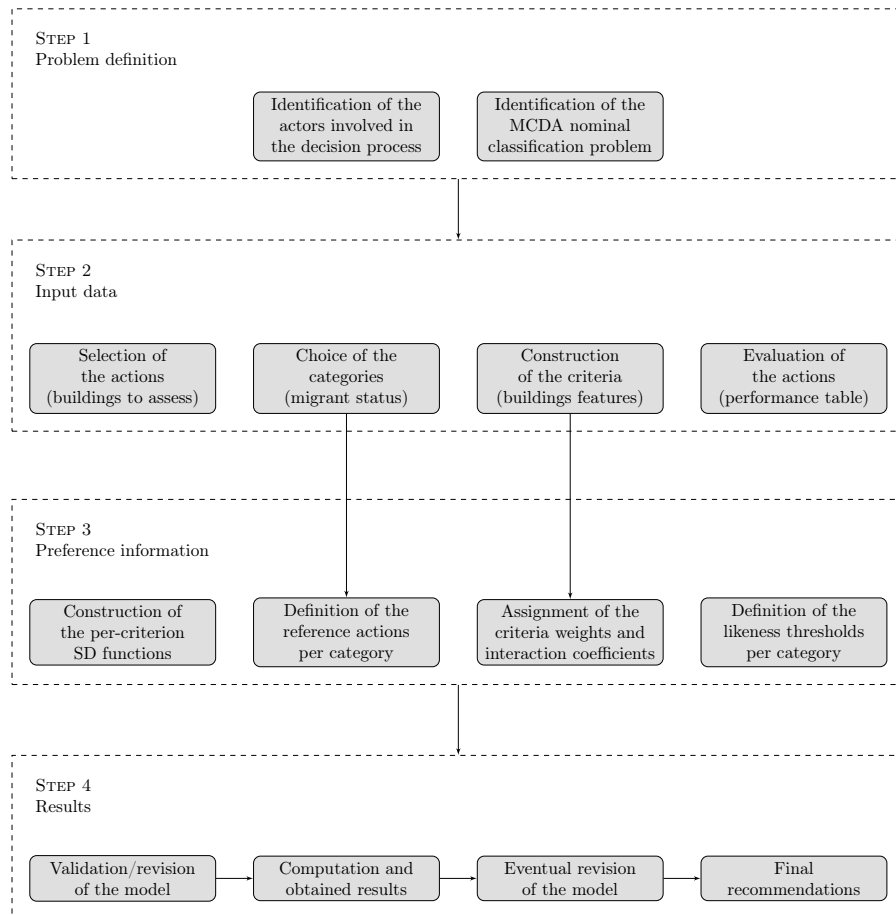 STEP 1
Problem definition
Identification of the
actors involved in
the decision process
Identification of the
MCDA nominal
classification problem
STEP 2
Input data
Selection of
the actions
(buildings to assess)
Choice of the
categories
(migrant status)
Construction
of the criteria
(buildings features)
Evaluation of
the actions
(performance table)
STEP 3
Preference information
Construction of
the per-criterion
SD functions
Definition of the
reference actions
per category
Assignment of the
criteria weights and
interaction coefficients
Definition of the
likeness thresholds
per category
STEP 4
Results
Validation/revision
of the model
Computation and
obtained results
Eventual revision
of the model
Final
recommendations